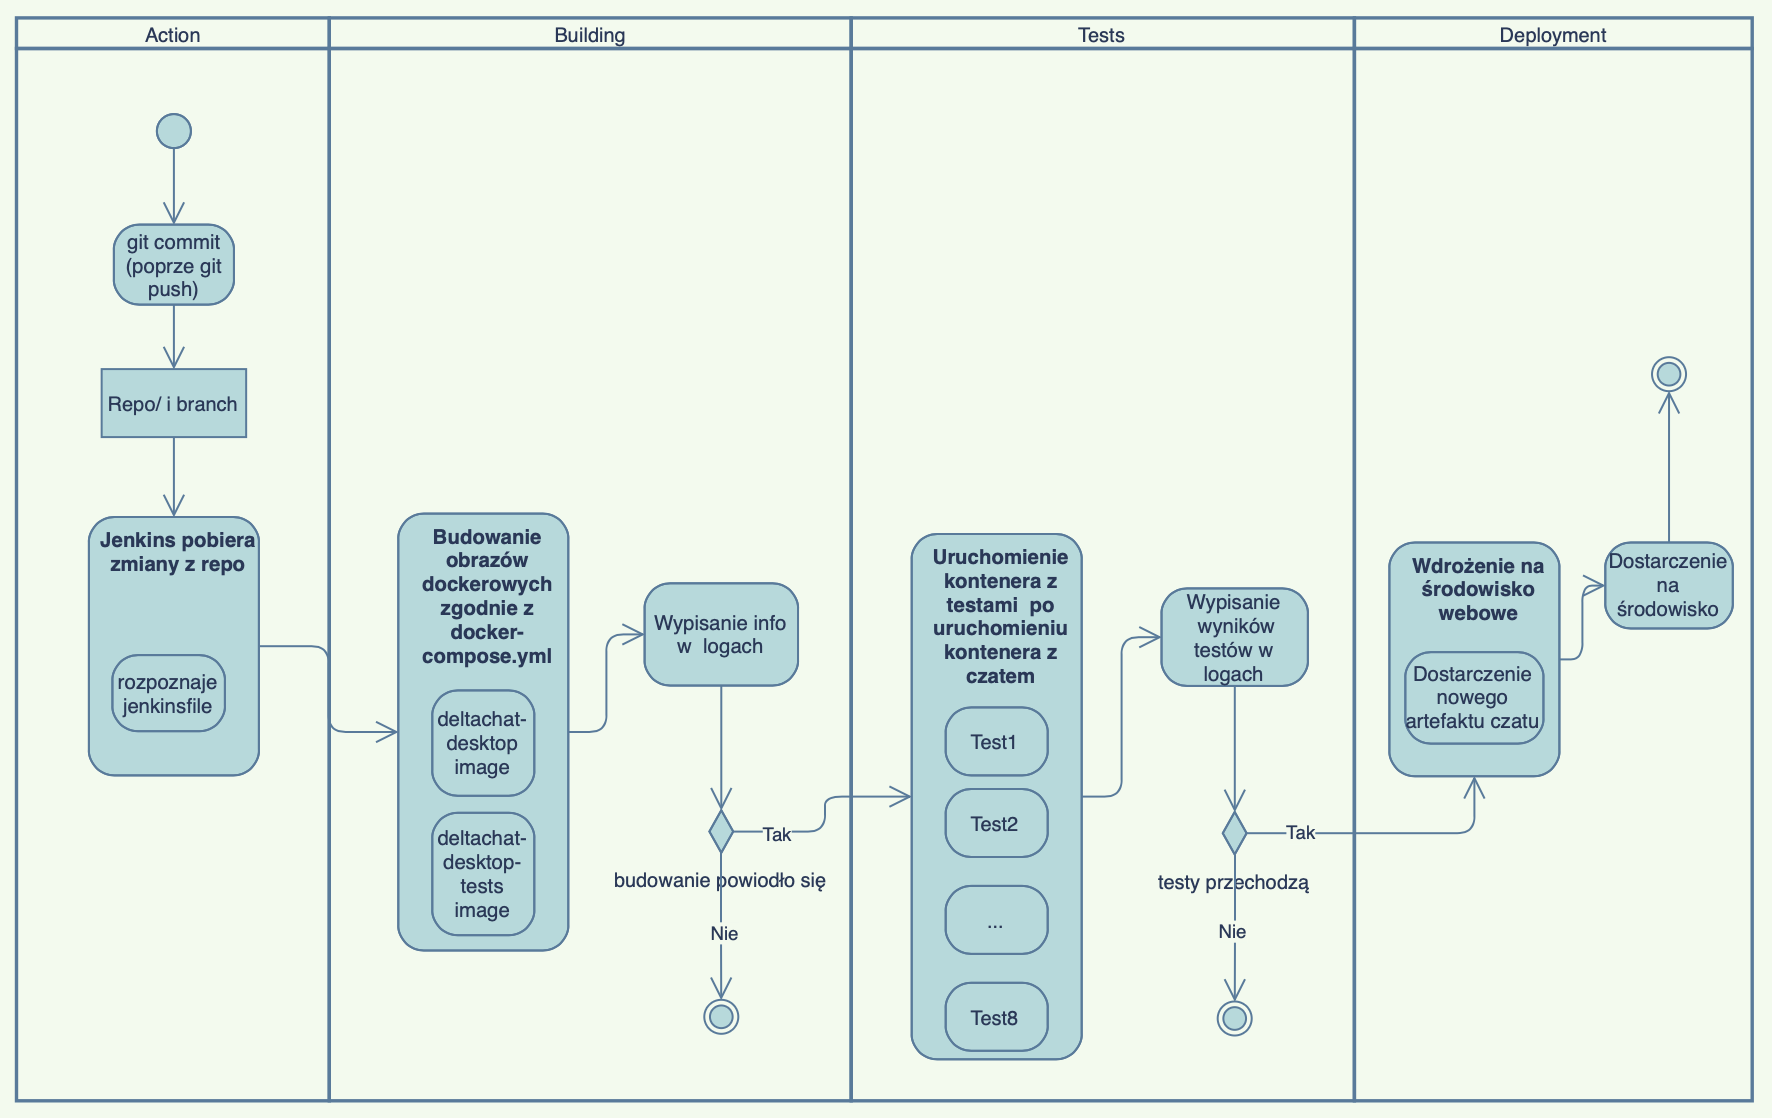 Action
Building
Tests
Deployment
git commit
(poprze git
push)
Repo/ i branch
Jenkins pobiera
zmiany z repo
rozpoznaje
jenkinsfile
Budowanie
obrazów
dockerowych
zgodnie z
docker-
compose.yml
deltachat-
desktop
image
deltachat-
desktop-
tests
image
Wypisanie info
w logach
Tak
budowanie powiodło się
Nie
Uruchomienie
kontenera z
testami po
uruchomieniu
kontenera z
czatem
Test1
Test2
...
Test8
Wypisanie
wyników
testów w
logach
Tak
testy przechodzą
Nie
Wdrożenie na
środowisko
webowe
Dostarczenie
nowego
artefaktu czatu
Dostarczenie
na
środowisko